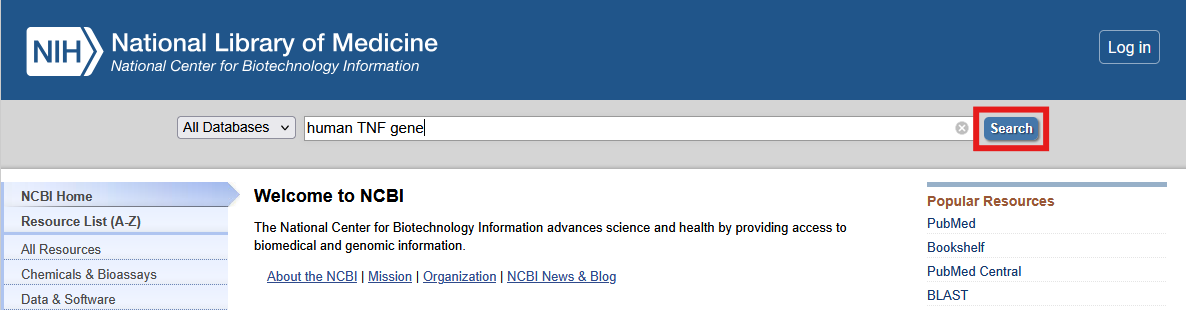 NIH
National Library of Medicine
National Center for Biotechnology Information
Log in
All Databases
human TNF gene
Search
NCBI Home
Resource List (A-Z)
All Resources
Chemicals & Bioassays
Data & Software
Welcome to NCBI
The National Center for Biotechnology Information advances science and health by providing access to
biomedical and genomic information.
About the NCBI | Mission | Organization | NCBI News & Blog
Popular Resources
PubMed
Bookshelf
PubMed Central
BLAST